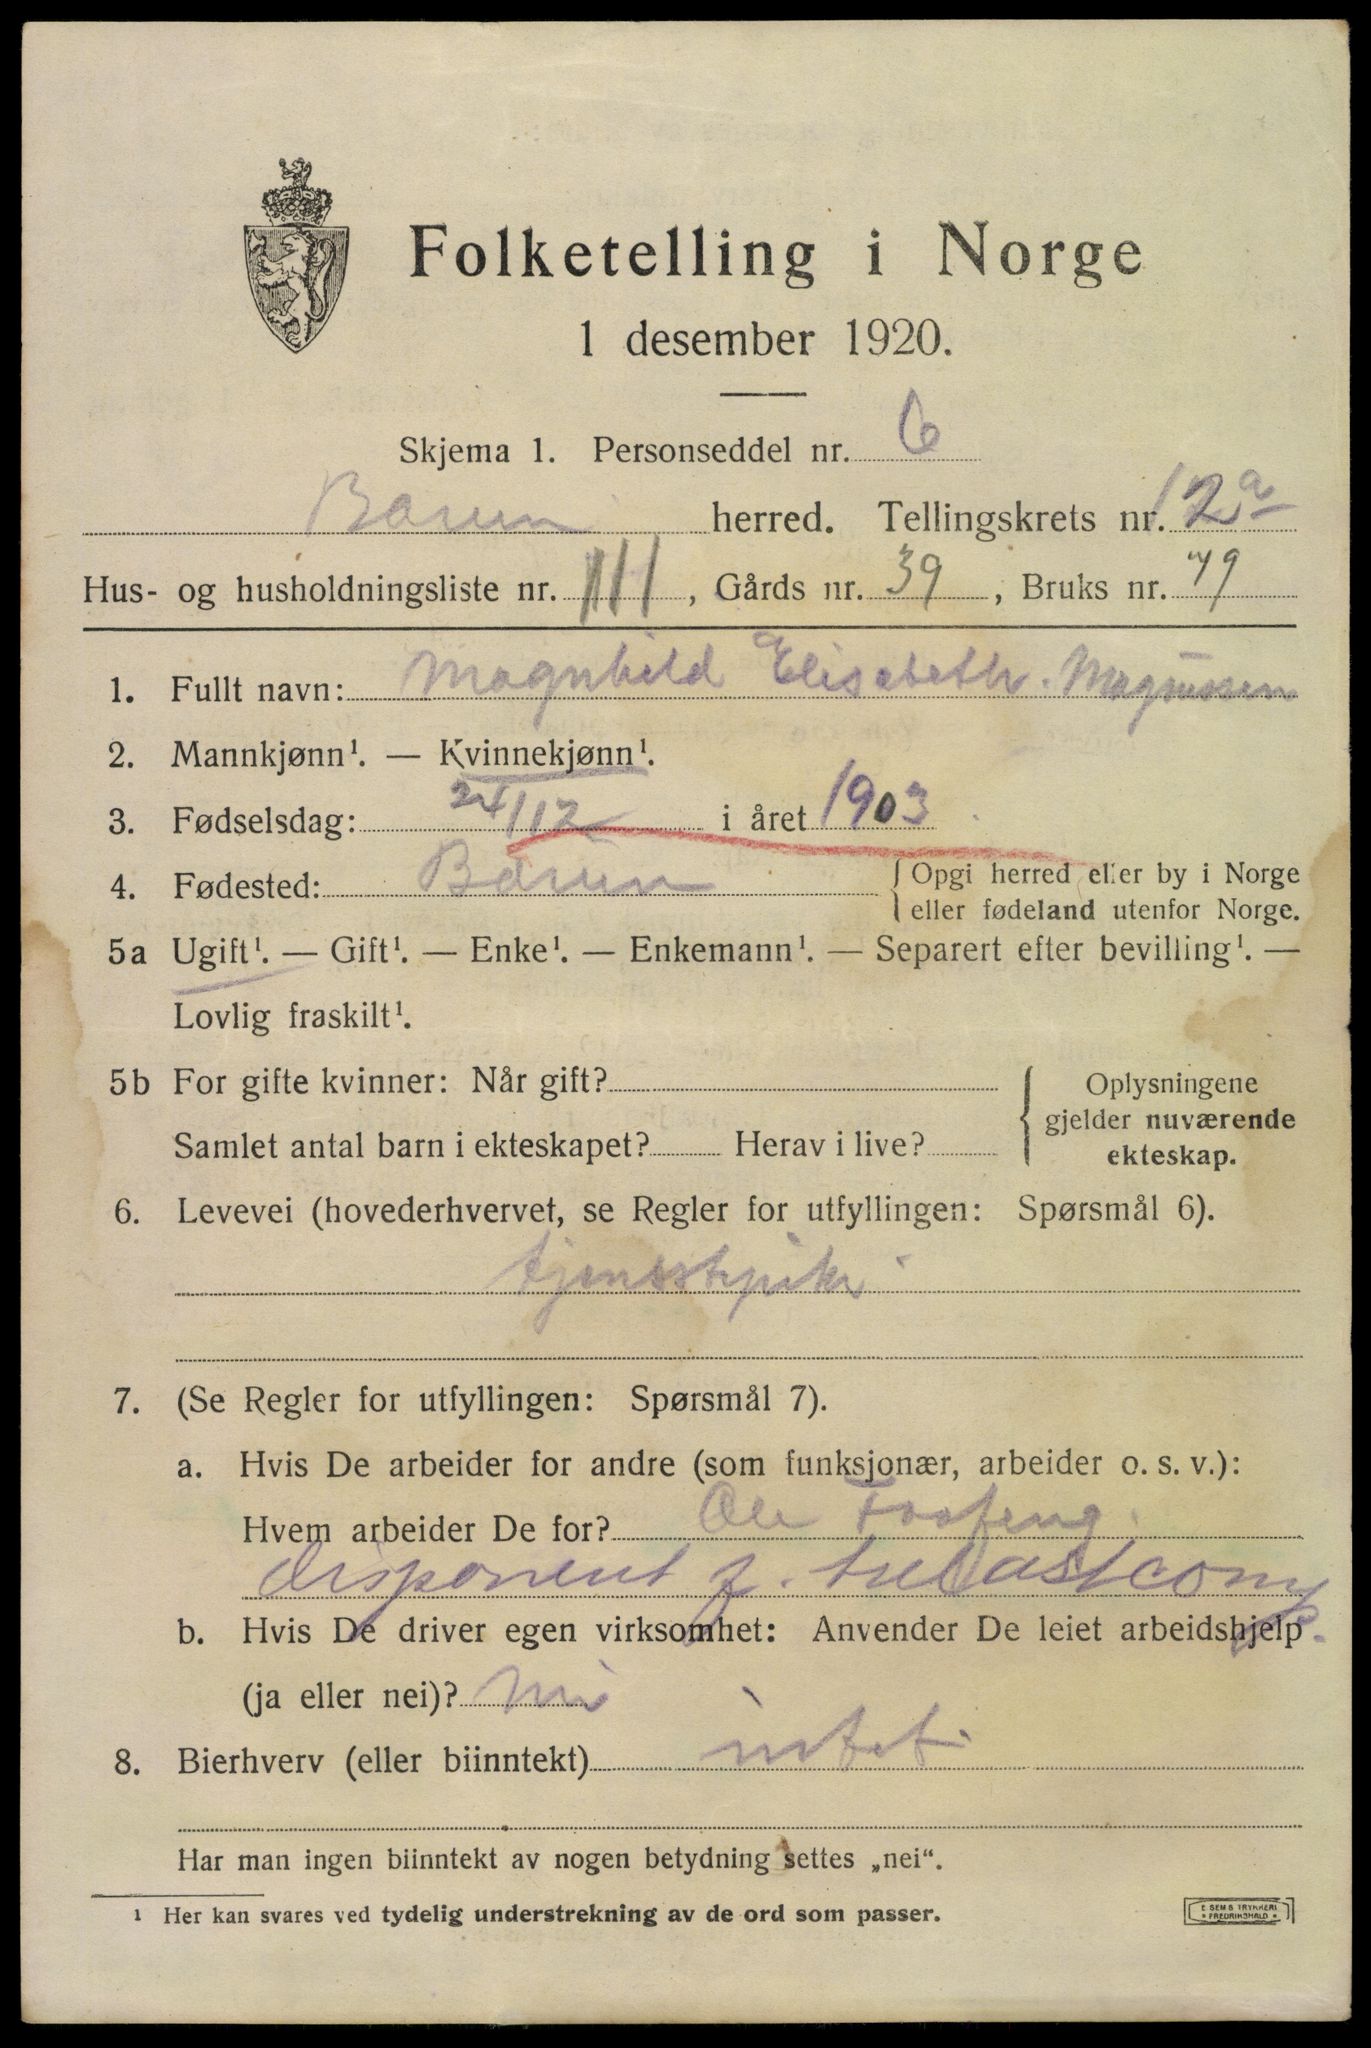 Folketelling i Norge
1 desember 1920.
Skjema 1. Personseddel nr. 6
Bærum herred. Tellingskrets nr. 12a
Hus- og husholdningsliste nr. 111, Gårds nr. 39, Bruks nr. 79
1. Fullt navn: Magnhild Elisabeth. Magnussen
2. Mannkjønn¹. — Kvinnekjønn¹.
3. Fødselsdag: 24/12 i året 1903
4. Fødested: Bærum { Opgi herred eller by i Norge
eller fødeland utenfor Norge.
5a Ugift¹. — Gift¹. — Enke¹. — Enkemann¹. — Separert efter bevilling¹. —
Lovlig fraskilt¹.
5b For gifte kvinner: Når gift? { Oplysningene
gjelder nuværende
Samlet antal barn i ekteskapet? Herav i live?
ekteskap.
6. Levevei (hovederhvervet, se Regler for utfyllingen: Spørsmål 6).
tjenestepike
7. (Se Regler for utfyllingen: Spørsmål 7).
a. Hvis De arbeider for andre (som funksjonær, arbeider o. s. v.):
Hvem arbeider De for? Ole
disponent f.
b. Hvis De driver egen virksomhet: Anvender De leiet arbeidshjelp
(ja eller nei)? nei
8. Bierhverv (eller biinntekt) intet
Har man ingen biinntekt av nogen betydning settes „nei“.
¹ Her kan svares ved tydelig understrekning av de ord som passer.
E SEMS TRYKKERI
FREDRIKSHALD